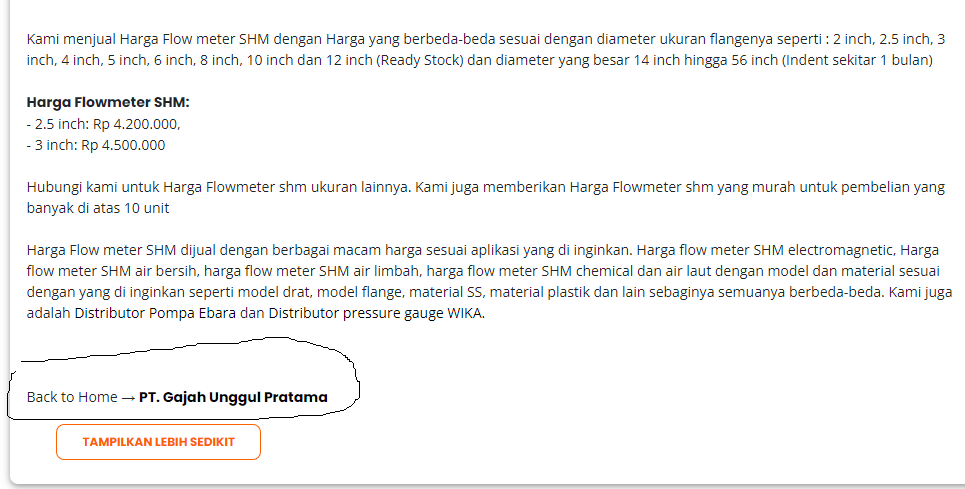 Kami menjual Harga Flow meter SHM dengan Harga yang berbeda-beda sesuai dengan diameter ukuran flangenya seperti : 2 inch, 2.5 inch, 3
inch, 4 inch, 5 inch, 6 inch, 8 inch, 10 inch dan 12 inch (Ready Stock) dan diameter yang besar 14 inch hingga 56 inch (Indent sekitar 1 bulan)
Harga Flowmeter SHM:
- 2.5 inch: Rp 4.200.000,
- 3 inch: Rp 4.500.000
Hubungi kami untuk Harga Flowmeter shm ukuran lainnya. Kami juga memberikan Harga Flowmeter shm yang murah untuk pembelian yang
banyak di atas 10 unit
Harga Flow meter SHM dijual dengan berbagai macam harga sesuai aplikasi yang di inginkan. Harga flow meter SHM electromagnetic, Harga
flow meter SHM air bersih, harga flow meter SHM air limbah, harga flow meter SHM chemical dan air laut dengan model dan material sesuai
dengan yang di inginkan seperti model drat, model flange, material SS, material plastik dan lain sebaginya semuanya berbeda-beda. Kami juga
adalah Distributor Pompa Ebara dan Distributor pressure gauge WIKA.
Back to Home → PT. Gajah Unggul Pratama
TAMPILKAN LEBIH SEDIKIT